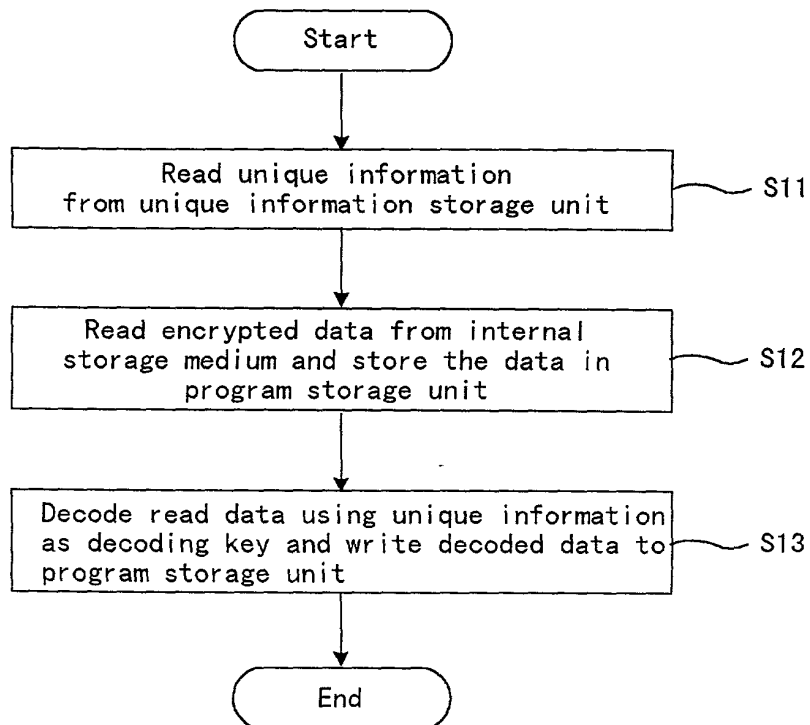 Start
Read unique information
from unique information storage unit
S11
Read encrypted data from internal
storage medium and store the data in
program storage unit
S12
Decode read data using unique information
as decoding key and write decoded data to
program storage unit
S13
End